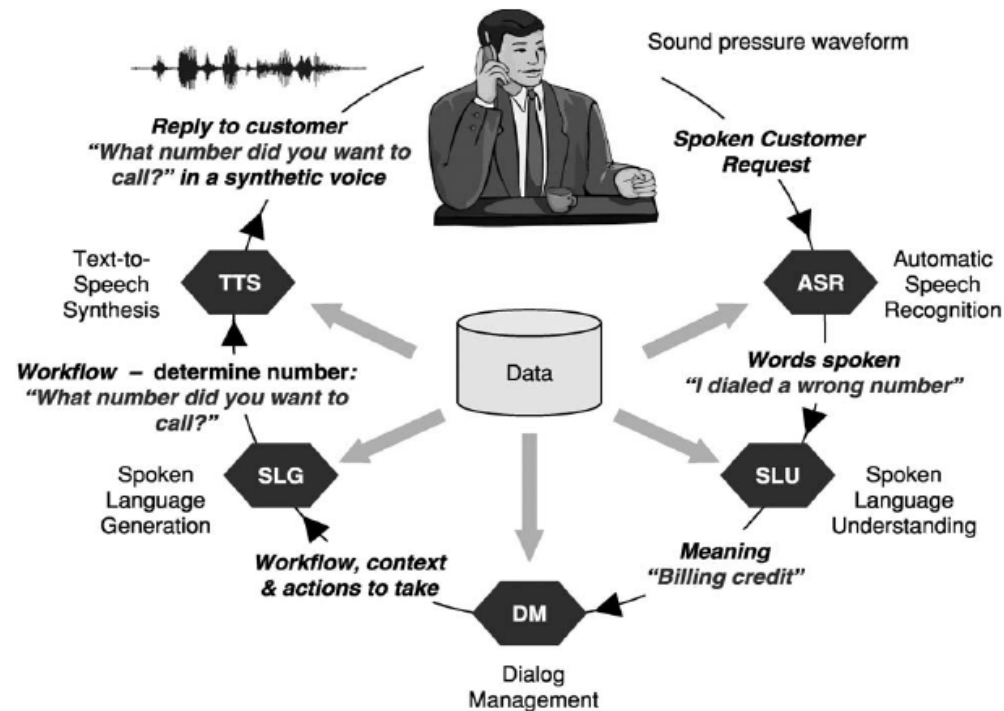 Sound pressure waveform
Reply to customer
“What number did you want to
call?” in a synthetic voice
Spoken Customer
Request
Text-to-
Speech
Synthesis
TTS
ASR
Automatic
Speech
Recognition
Workflow – determine number:
“What number did you want to
call?”
Data
Words spoken
“I dialed a wrong number”
Spoken
Language
Generation
SLG
SLU
Spoken
Language
Understanding
Workflow, context
& actions to take
Meaning
“Billing credit”
DM
Dialog
Management